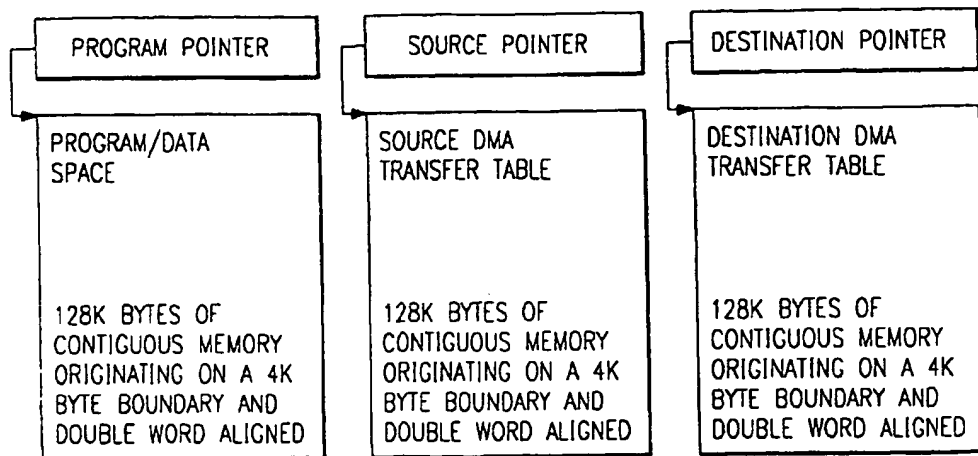 PROGRAM POINTER
SOURCE POINTER
DESTINATION POINTER
PROGRAM/DATA
SPACE
128K BYTES OF
CONTIGUOUS MEMORY
ORIGINATING ON A 4K
BYTE BOUNDARY AND
DOUBLE WORD ALIGNED
SOURCE DMA
TRANSFER TABLE
128K BYTES OF
CONTIGUOUS MEMORY
ORIGINATING ON A 4K
BYTE BOUNDARY AND
DOUBLE WORD ALIGNED
DESTINATION DMA
TRANSFER TABLE
128K BYTES OF
CONTIGUOUS MEMORY
ORIGINATING ON A 4K
BYTE BOUNDARY AND
DOUBLE WORD ALIGNED